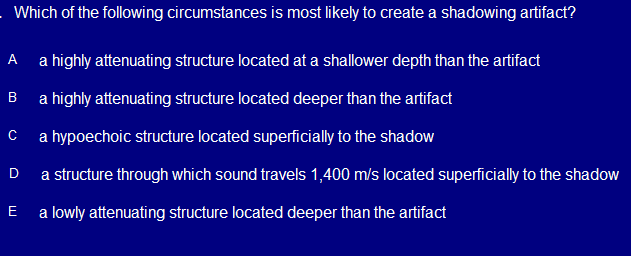 . Which of the following circumstances is most likely to create a shadowing artifact?
A a highly attenuating structure located at a shallower depth than the artifact
B a highly attenuating structure located deeper than the artifact
C a hypoechoic structure located superficially to the shadow
D a structure through which sound travels 1,400 m/s located superficially to the shadow
E a lowly attenuating structure located deeper than the artifact